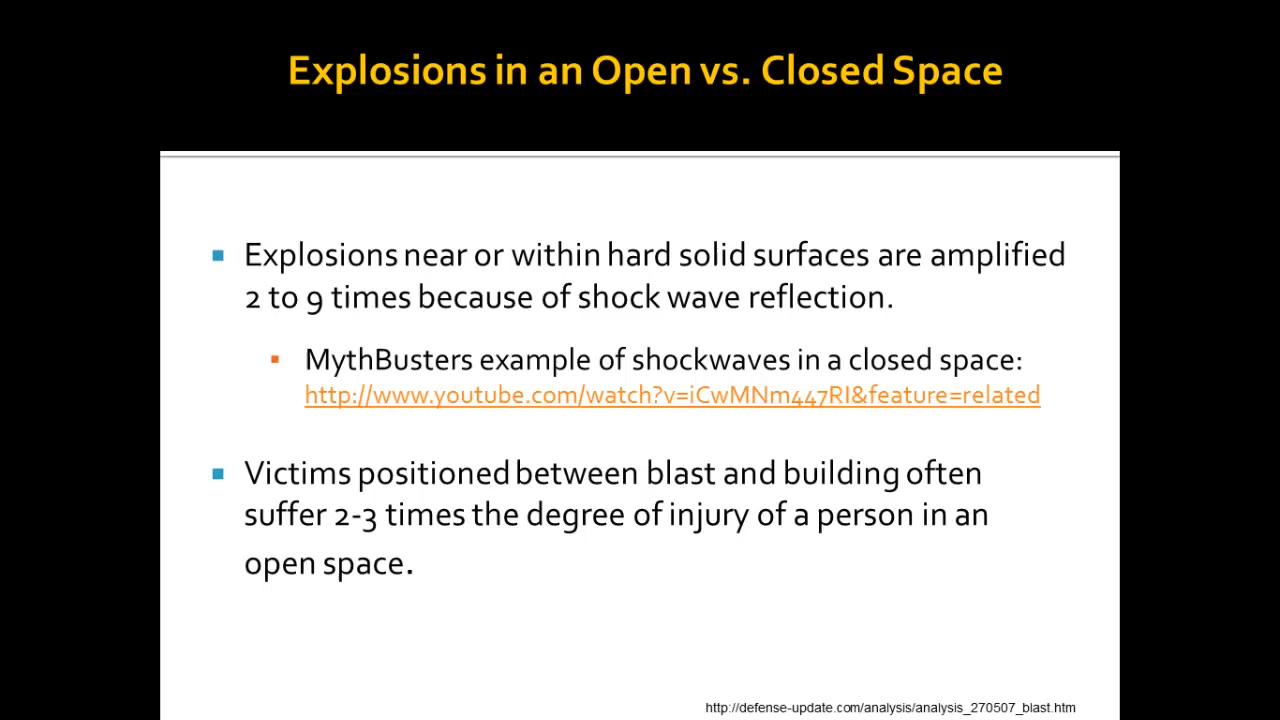 Explosions in an Open vs. Closed Space
Explosions near or within hard solid surfaces are amplified
2 to 9 times because of shock wave reflection.
MythBusters example of shockwaves in a closed space:
http://www.youtube.com/watch?v=iCwMNm447RI&feature=related
Victims positioned between blast and building often
suffer 2-3 times the degree of injury of a person in an
open space.
http://defense-update.com/analysis/analysis_270507_blast.htm